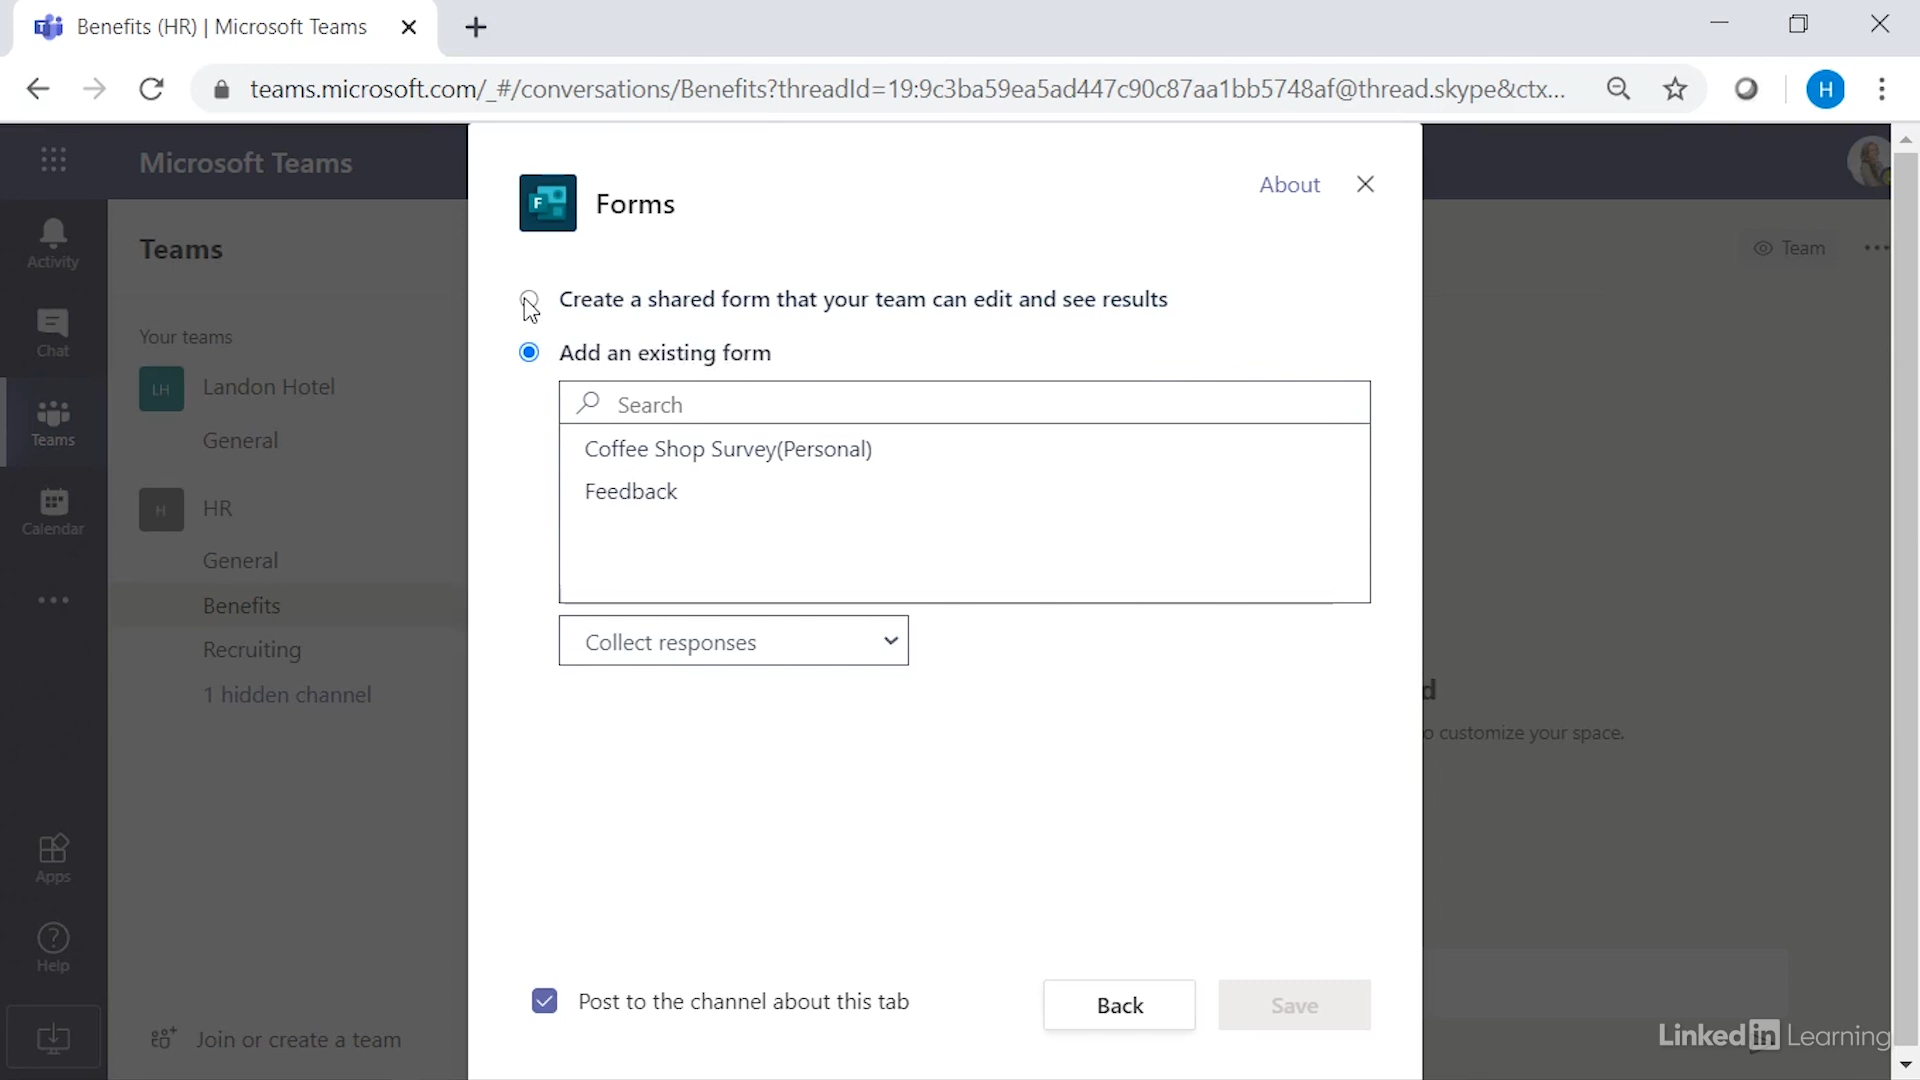 Benefits (HR) | Microsoft Teams
teams.microsoft.com/_#/conversations/Benefits?threadId=19:9c3ba59ea5ad447c90c87aa1bb5748af@thread.skype&ctx...
H
Microsoft Teams
Activity
Chat
Teams
Calendar
Apps
Help
Teams
Your teams
LH
Landon Hotel
General
H
HR
General
Benefits
Recruiting
1 hidden channel
Join or create a team
F
Forms
About
Create a shared form that your team can edit and see results
Add an existing form
Search
Coffee Shop Survey(Personal)
Feedback
Collect responses
Post to the channel about this tab
Back
Save
Team
d
o customize your space.
LinkedIn Learning